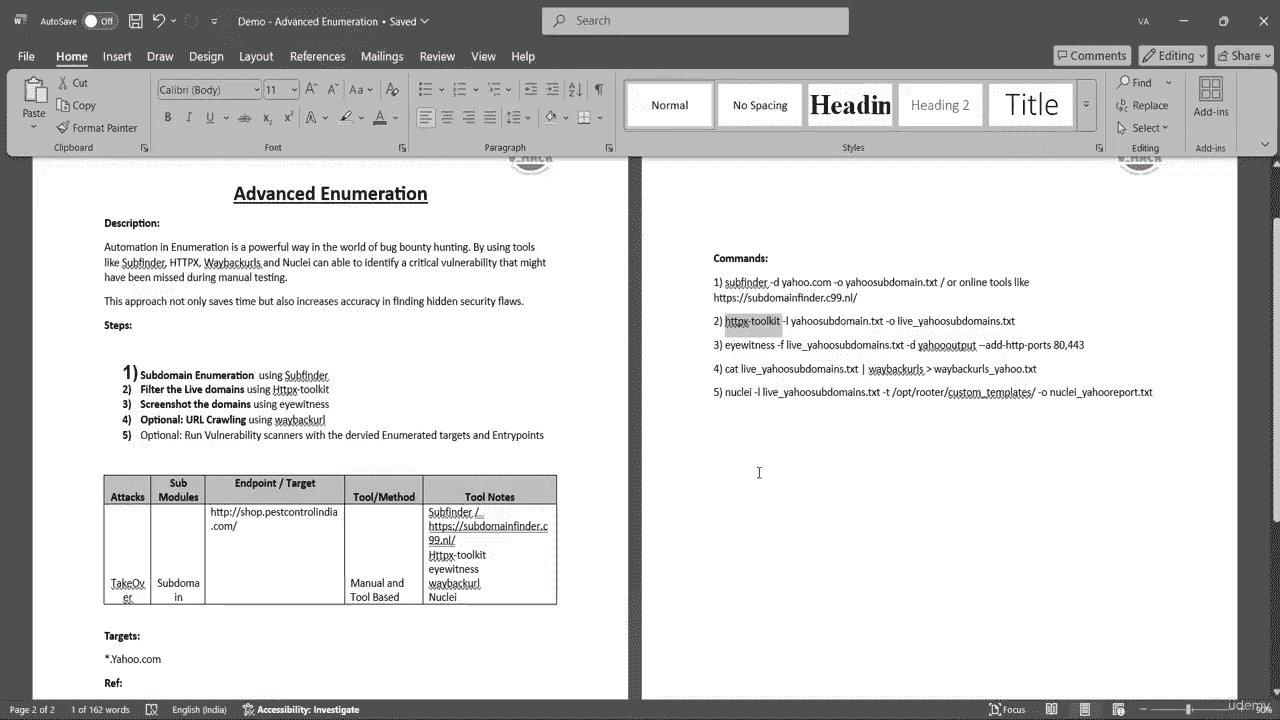 AutoSave Off Demo - AutoRecovered • Saved Search VA
File Home Insert Draw Design Layout References Mailings Review View Help Comments Editing Share
Paste
Cut
Copy
Format Painter
Clipboard
Calibri (Body) 11
Font
Paragraph
Normal No Spacing Headin Heading 2 Title
Styles
Find
Replace
Select
Editing
Add-ins
Add-ins
Advanced Enumeration
Description:
Automation in Enumeration is a powerful way in the world of bug bounty hunting. By using tools
like Subfinder, HTTPX, Waybackurls and Nuclei can able to identify a critical vulnerability that might
have been missed during manual testing.
This approach not only saves time but also increases accuracy in finding hidden security flaws.
Steps:
1) Subdomain Enumeration using Subfinder
2) Filter the Live domains using Httpx-toolkit
3) Screenshot the domains using eyewitness
4) Optional: URL Crawling using waybackurl
5) Optional: Run Vulnerability scanners with the dervied Enumerated targets and Entrypoints
Attacks Sub Modules Endpoint / Target Tool/Method Tool Notes
TakeOv
er
Subdoma
in
http://shop.pestcontrolindia
.com/
Manual and
Tool Based
Subfinder /
https://subdomainfinder.c
99.nl/
Httpx-toolkit
eyewitness
waybackurl
Nuclei
Targets:
*.Yahoo.com
Ref:
Commands:
1) subfinder -d yahoo.com -o yahoosubdomain.txt / or online tools like
https://subdomainfinder.c99.nl/
2) httpx-toolkit -l yahoosubdomain.txt -o live_yahoosubdomains.txt
3) eyewitness -f live_yahoosubdomains.txt -d yahoooutput --add-http-ports 80,443
4) cat live_yahoosubdomains.txt | waybackurls > waybackurls_yahoo.txt
5) nuclei -l live_yahoosubdomains.txt -t /opt/rooter/custom_templates/ -o nuclei_yahooreport.txt
Page 2 of 2 1 of 162 words English (India) Accessibility: Investigate Focus 90%
Udemy